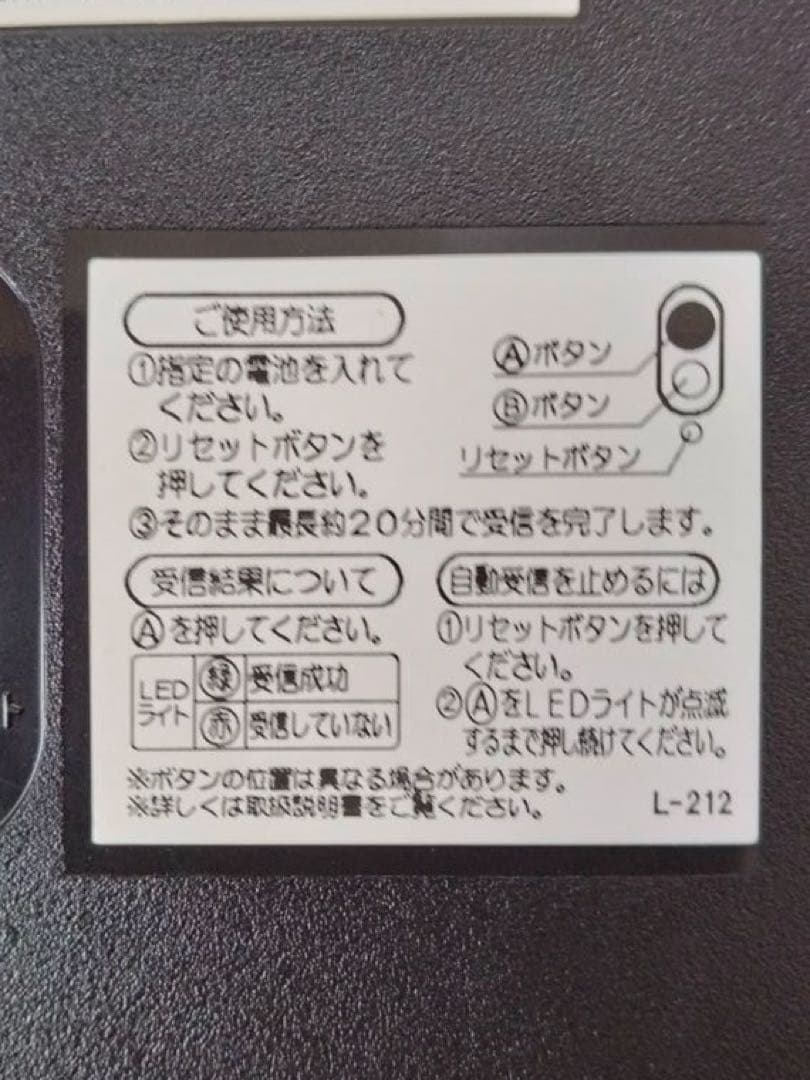 ご使用方法
①指定の電池を入れて
ください。
②リセットボタンを
押してください。
Ⓐボタン
Ⓑボタン
リセットボタン
③そのまま最長約20分間で受信を完了します。
受信結果について
Ⓐを押してください。
LED
ライト
緑 受信成功
赤 受信していない
自動受信を止めるには
①リセットボタンを押して
ください。
②ⒶをLEDライトが点滅
するまで押し続けてください。
※ボタンの位置は異なる場合があります。
※詳しくは取扱説明書をご覧ください。
L-212
ト